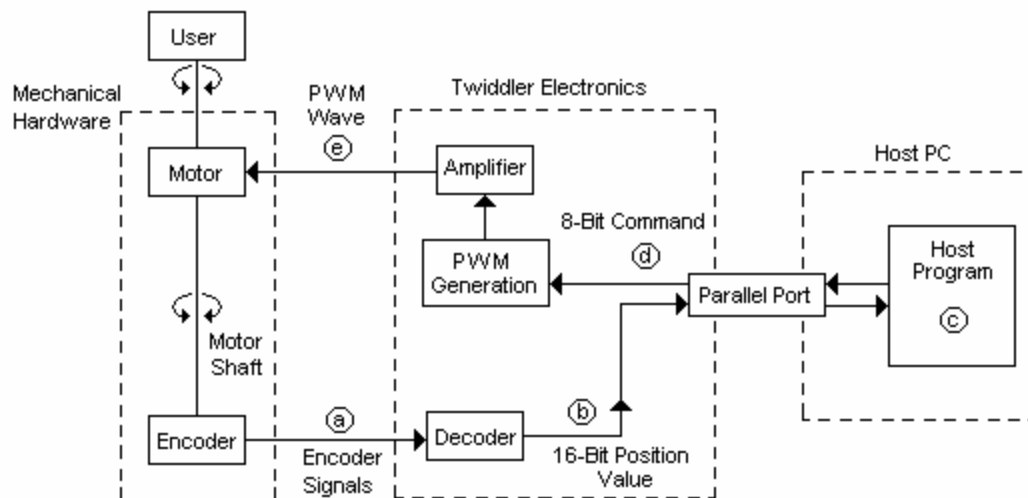 User
Mechanical
Hardware
PWM
Wave
e
Twiddler Electronics
Host PC
Motor
Amplifier
8-Bit Command
d
PWM
Generation
Parallel Port
Host
Program
c
Motor
Shaft
Encoder
a
Encoder
Signals
Decoder
b
16-Bit Position
Value